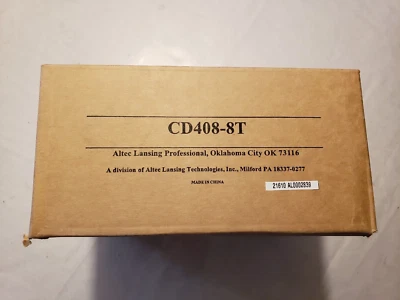 CD408-8T
Altec Lansing Professional, Oklahoma City OK 73116
A division of Altec Lansing Technologies, Inc., Milford PA 18337-0277
MADE IN CHINA
21610 AL0002939